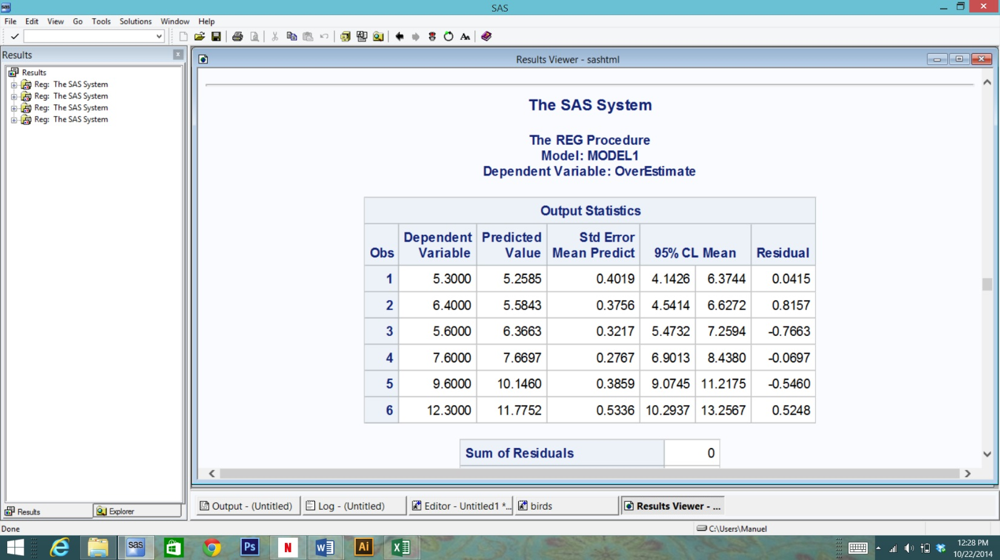 sas SAS
File Edit View Go Tools Solutions Window Help
Results
Results Viewer - sashtml
Results
Reg: The SAS System
Reg: The SAS System
Reg: The SAS System
Reg: The SAS System
The SAS System
The REG Procedure
Model: MODEL1
Dependent Variable: OverEstimate
Output Statistics
Obs Dependent Variable Predicted Value Std Error Mean Predict 95% CL Mean Residual
1 5.3000 5.2585 0.4019 4.1426 6.3744 0.0415
2 6.4000 5.5843 0.3756 4.5414 6.6272 0.8157
3 5.6000 6.3663 0.3217 5.4732 7.2594 -0.7663
4 7.6000 7.6697 0.2767 6.9013 8.4380 -0.0697
5 9.6000 10.1460 0.3859 9.0745 11.2175 -0.5460
6 12.3000 11.7752 0.5336 10.2937 13.2567 0.5248
Sum of Residuals 0
Results Explorer
Output - (Untitled) Log - (Untitled) Editor - Untitled1 *... birds Results Viewer - ...
Done C:\Users\Manuel
sas Ps N Ai
12:28 PM
10/22/2014